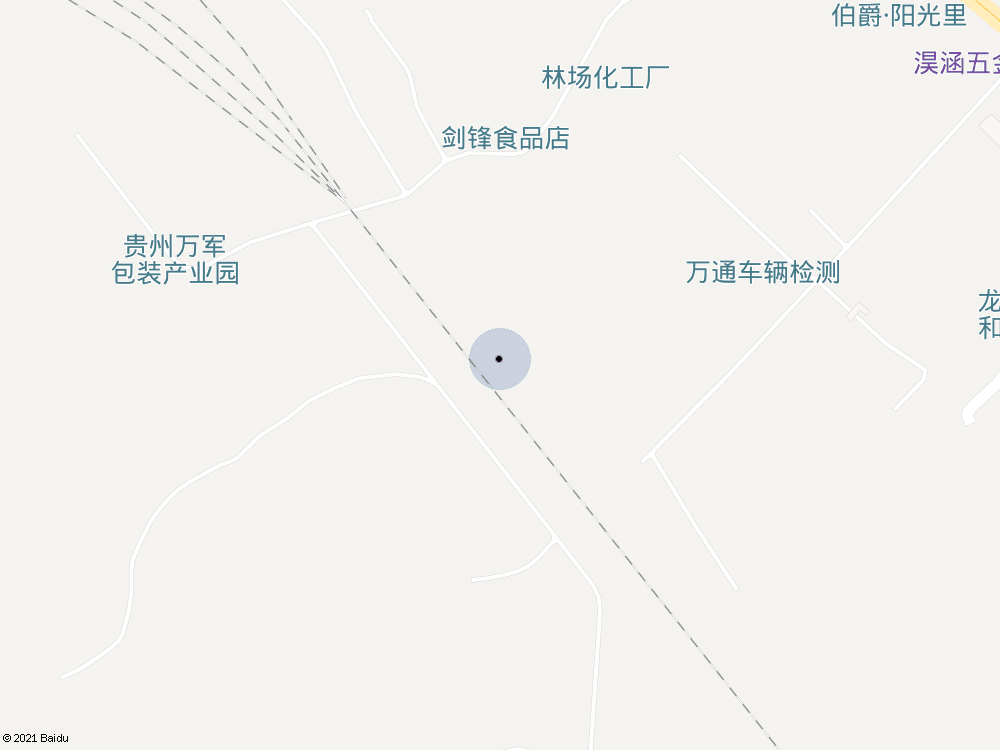 伯爵·阳光里
淏涵五金
林场化工厂
剑锋食品店
贵州万军
包装产业园
万通车辆检测
龙
和
© 2021 Baidu